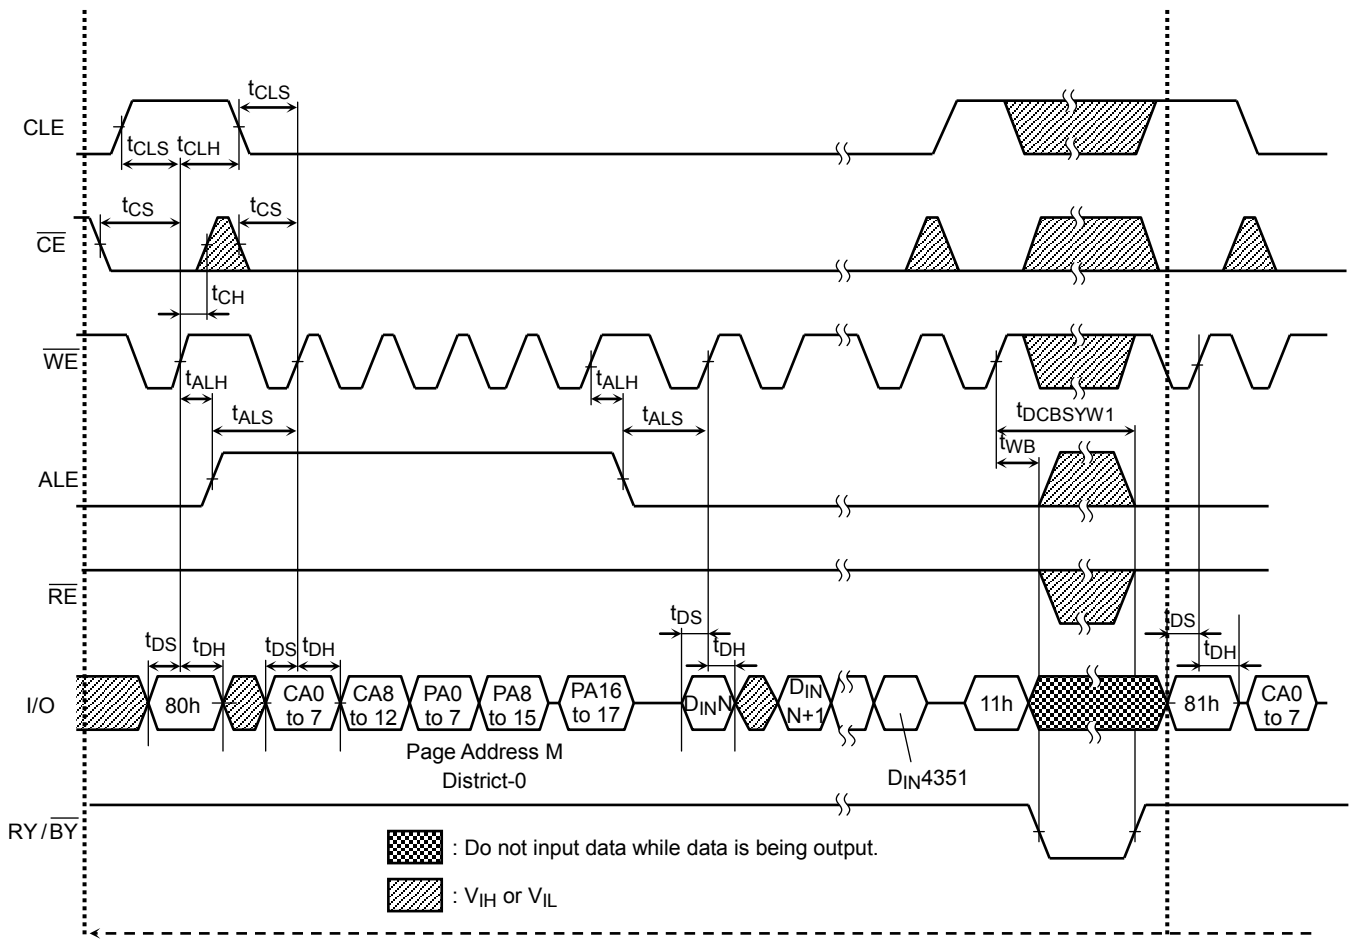 tCLS
CLE
tCLS tCLH
tCS tCS
CE
tCH
WE
tALH tALH
tALS tALS tDCBSYW1
tWB
ALE
RE
tDS tDS
tDS tDH tDS tDH tDH tDH
I/O 80h CA0 to 7 CA8 to 12 PA0 to 7 PA8 to 15 PA16 to 17 DINN DIN N+1 11h 81h CA0 to 7
Page Address M
District-0
DIN4351
RY/BY
: Do not input data while data is being output.
: VIH or VIL